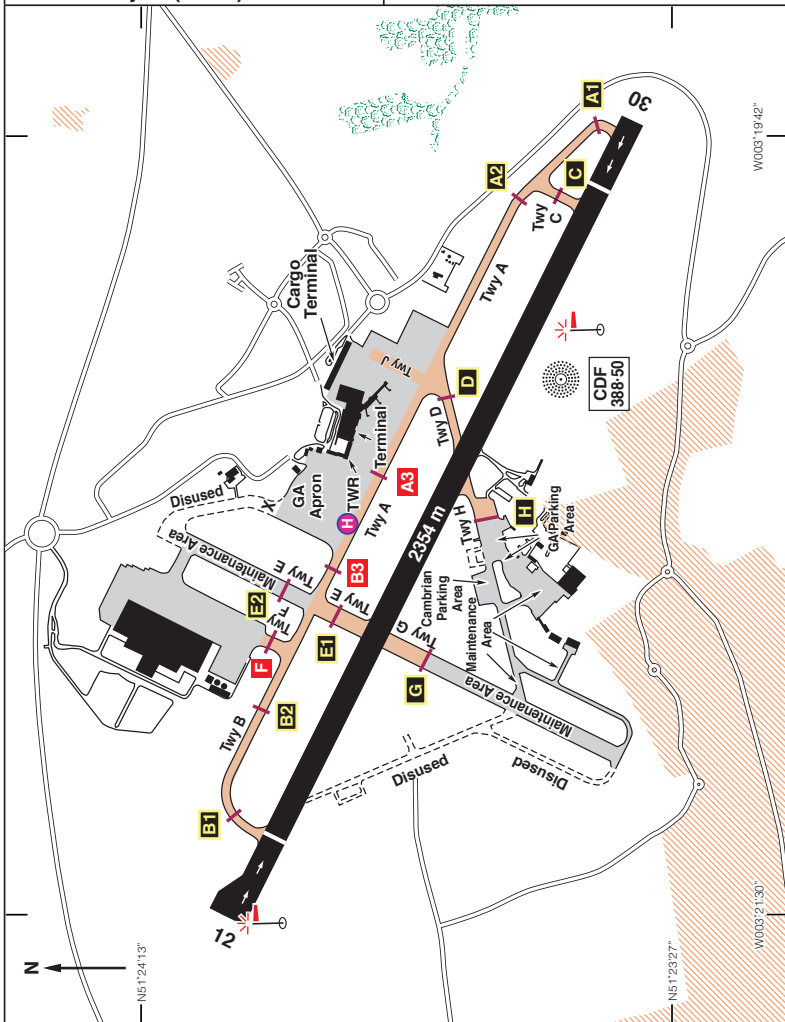 A1
30
W003°19'42"
A2
C
Twy
C
Cargo
Terminal
Twy A
Twy J
D
CDF
388·50
Twy D
Terminal
TWR
GA
Apron
X
A3
Twy A
H
Disused
2354 m
Twy H
H
GA Parking
Area
Maintenance Area
Twy E
B3
E2
Twy
F
Twy E
E1
Cambrian
Parking
Area
Maintenance
Area
F
Twy G
G
B2
Twy B
Maintenance Area
Disused
Disused
B1
12
N
N51°24'13"
N51°23'27"
W003°21'30"